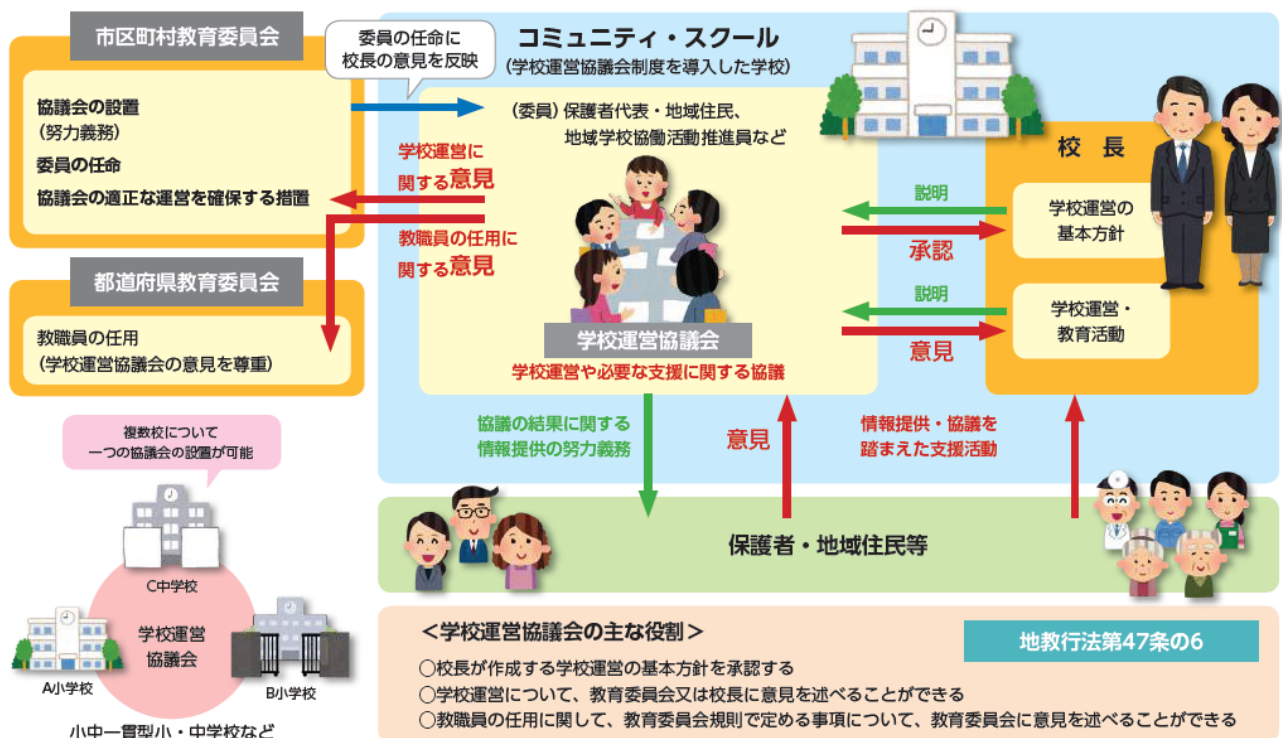 市区町村教育委員会
協議会の設置
(努力義務)
委員の任命
協議会の適正な運営を確保する措置
都道府県教育委員会
教職員の任用
(学校運営協議会の意見を尊重)
委員の任命に
校長の意見を反映
学校運営に
関する意見
教職員の任用に
関する意見
コミュニティ・スクール
(学校運営協議会制度を導入した学校)
(委員) 保護者代表・地域住民、
地域学校協働活動推進員など
学校運営協議会
学校運営や必要な支援に関する協議
説明
承認
説明
意見
校 長
学校運営の
基本方針
学校運営・
教育活動
協議の結果に関する
情報提供の努力義務
意見
情報提供・協議を
踏まえた支援活動
保護者・地域住民等
複数校について
一つの協議会の設置が可能
C中学校
学校運営
協議会
A小学校
B小学校
小中一貫型小・中学校など
＜学校運営協議会の主な役割＞
地教行法第47条の6
○校長が作成する学校運営の基本方針を承認する
○学校運営について、教育委員会又は校長に意見を述べることができる
○教職員の任用に関して、教育委員会規則で定める事項について、教育委員会に意見を述べることができる